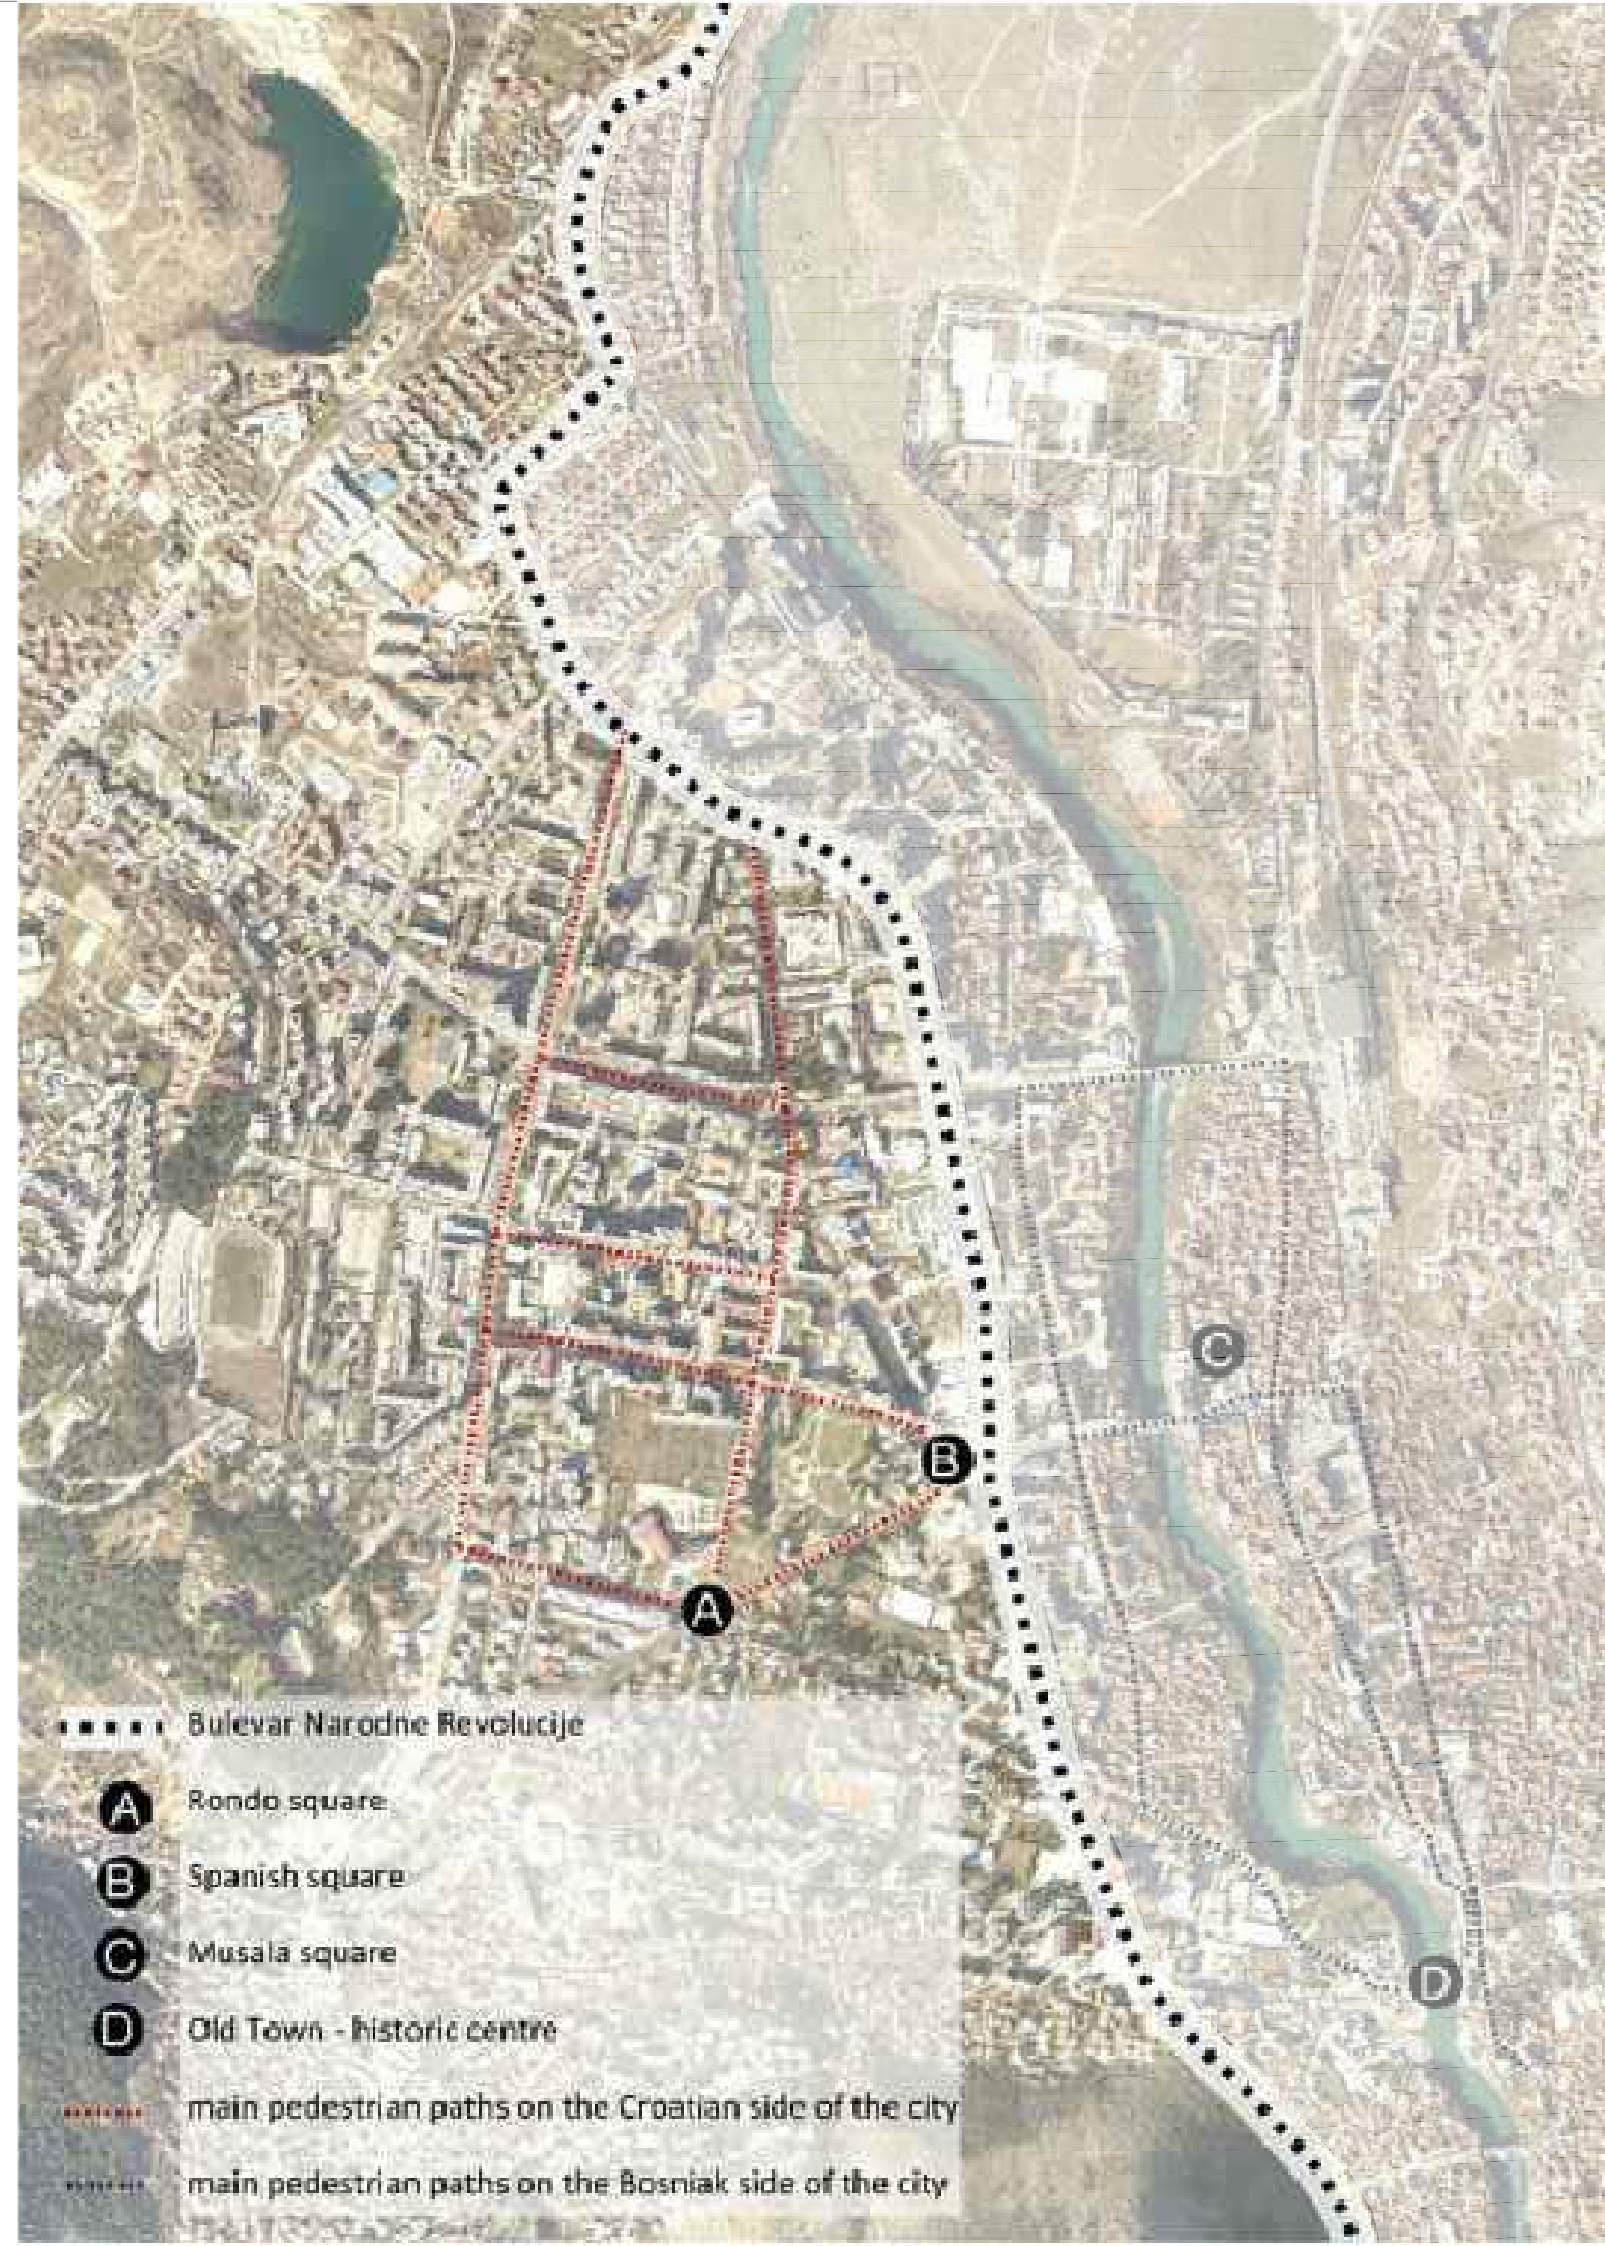 C
B
A
D
Bulevar Narodne Revolucije
A Rondo square
B Spanish square
C Musala square
D Old Town - historic centre
main pedestrian paths on the Croatian side of the city
main pedestrian paths on the Bosniak side of the city